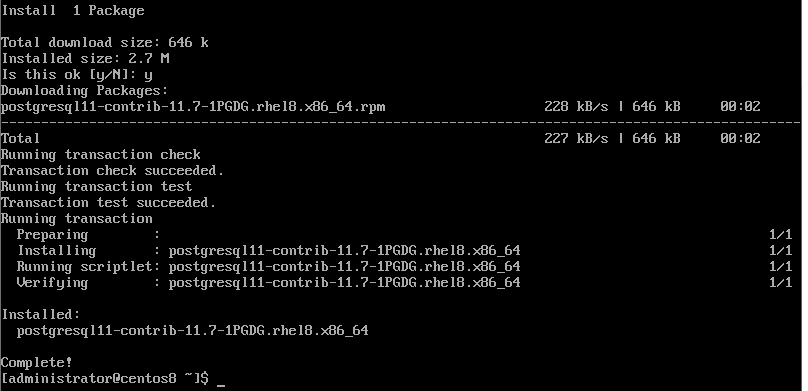 Install  1 Package
Total download size: 646 k
Installed size: 2.7 M
Is this ok [y/N]: y
Downloading Packages:
postgresql11-contrib-11.7-1PGDG.rhel8.x86_64.rpm 228 kB/s | 646 kB 00:02
--------------------------------------------------------------------------------
Total 227 kB/s | 646 kB 00:02
Running transaction check
Transaction check succeeded.
Running transaction test
Transaction test succeeded.
Running transaction
  Preparing        : 1/1
  Installing       : postgresql11-contrib-11.7-1PGDG.rhel8.x86_64 1/1
  Running scriptlet: postgresql11-contrib-11.7-1PGDG.rhel8.x86_64 1/1
  Verifying        : postgresql11-contrib-11.7-1PGDG.rhel8.x86_64 1/1
Installed:
  postgresql11-contrib-11.7-1PGDG.rhel8.x86_64
Complete!
[administrator@centos8 ~]$ _